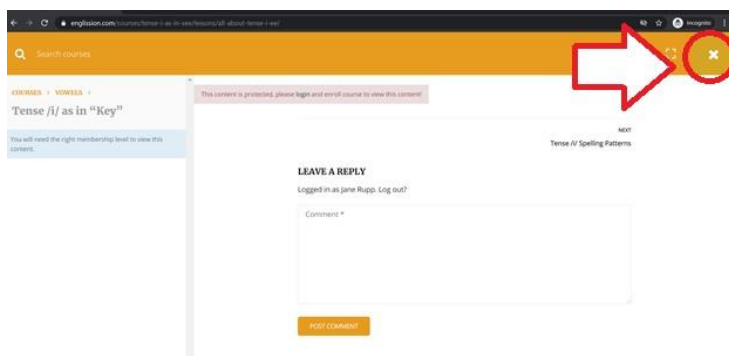 englission.com/courses/tense-i-as-in-see/lessons/all-about-tense-i-ee/
Incognito
Search courses
COURSES › VOWELS ›
Tense /i/ as in “Key”
You will need the right membership level to view this
content.
This content is protected, please login and enroll course to view this content!
NEXT
Tense /i/ Spelling Patterns
LEAVE A REPLY
Logged in as Jane Rupp. Log out?
Comment *
POST COMMENT